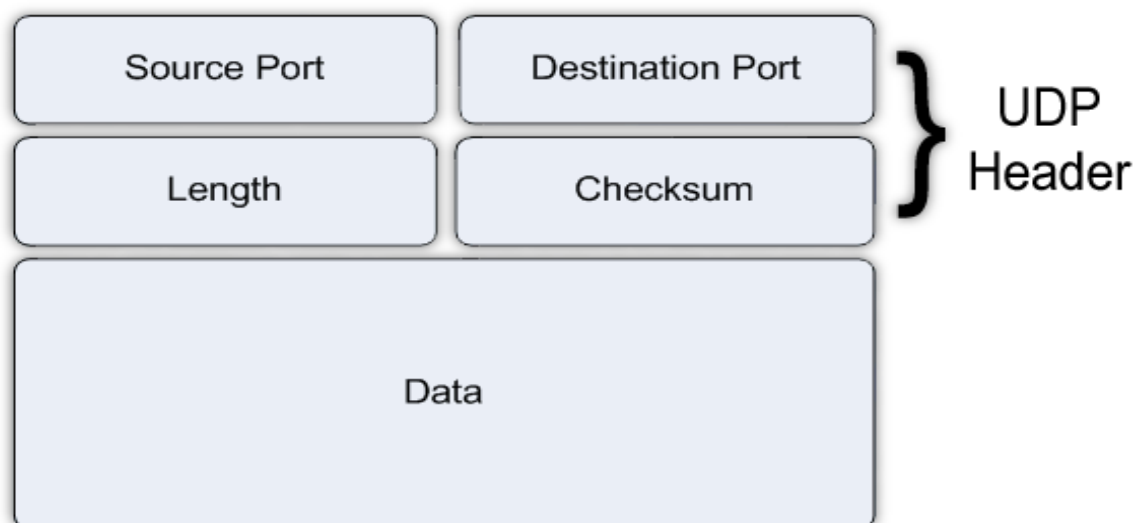 Source Port
Destination Port
UDP
Header
Length
Checksum
Data